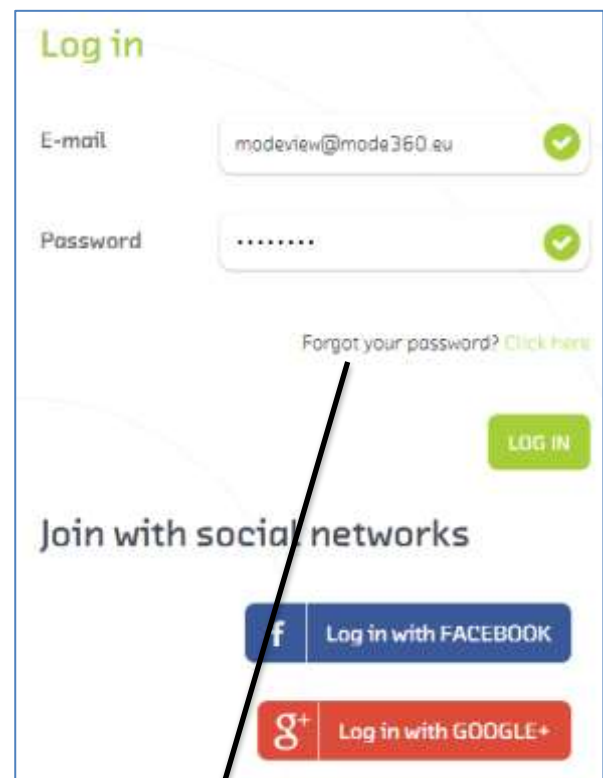 Log in
E-mail modeview@mode360.eu
Password ........
Forgot your password? Click here
LOG IN
Join with social networks
f Log in with FACEBOOK
g+ Log in with GOOGLE+